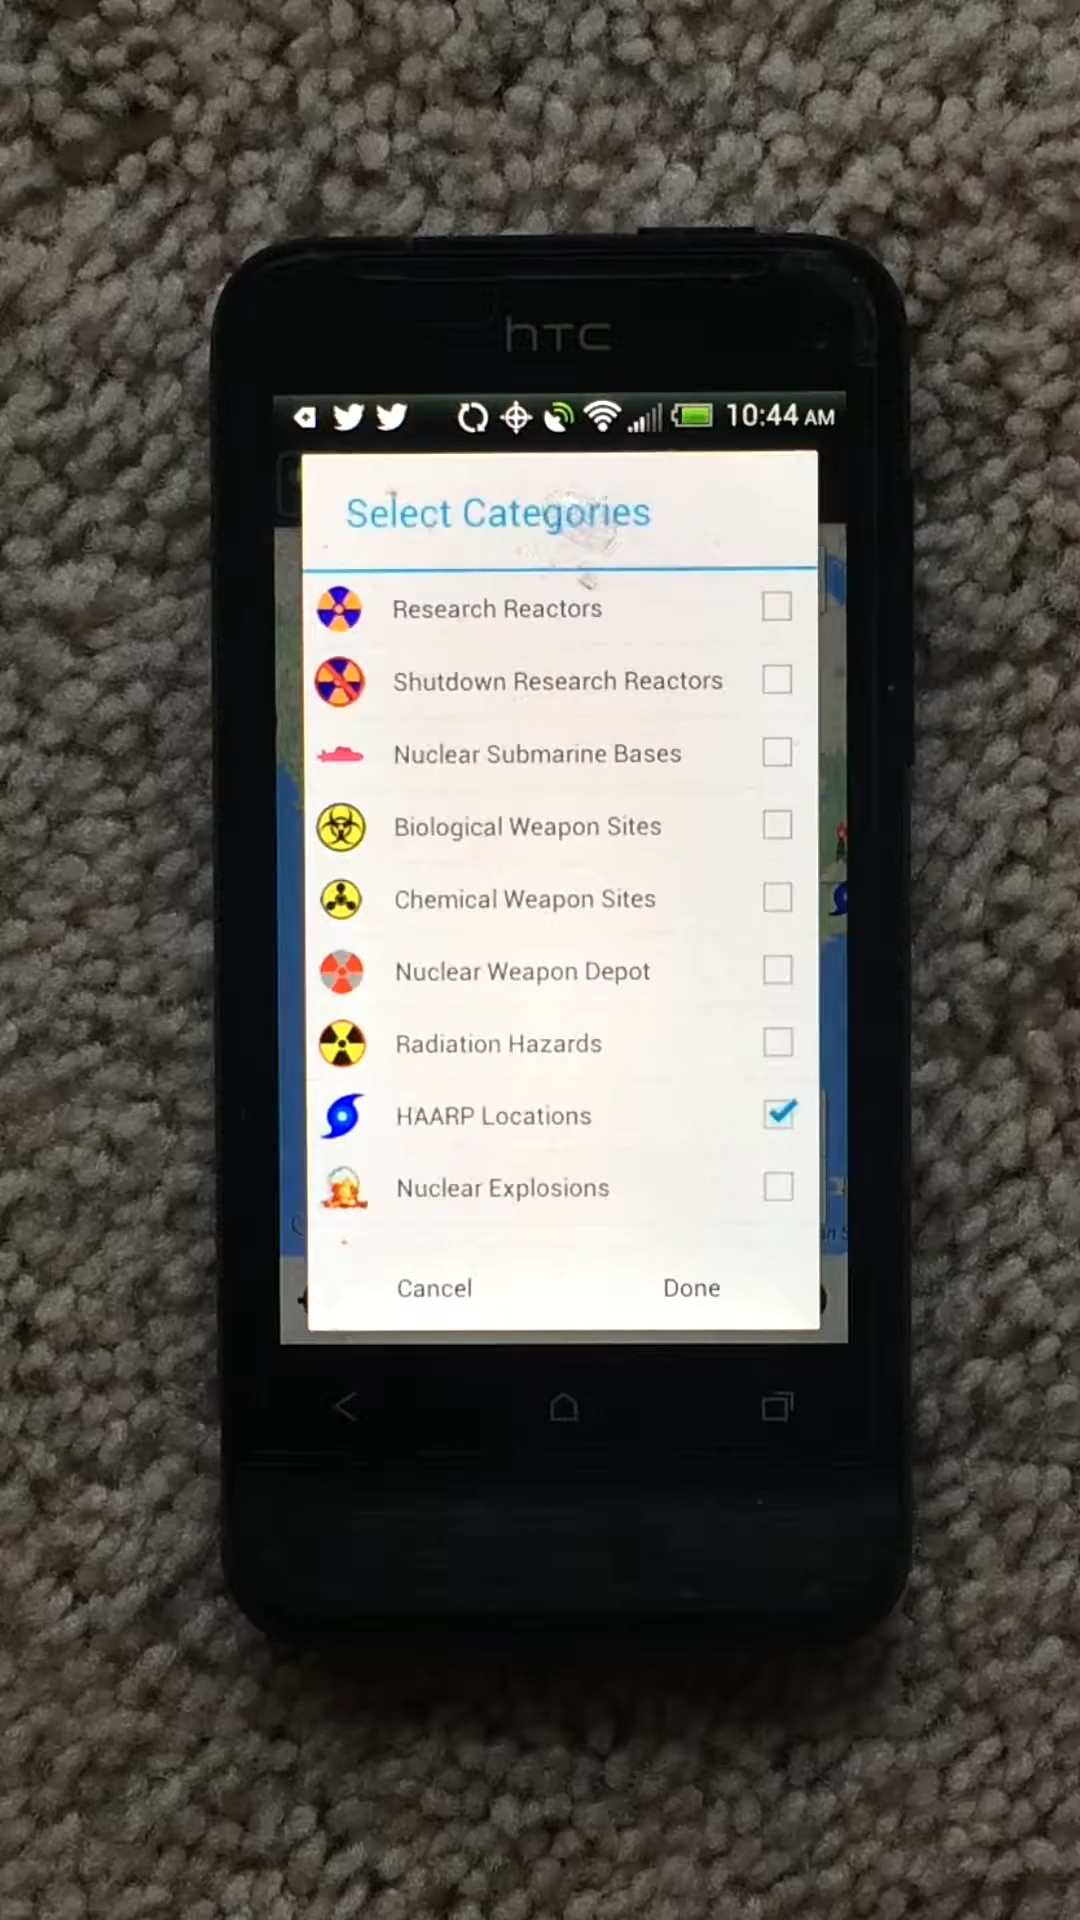 hTC
10:44 AM
Select Categories
Research Reactors
Shutdown Research Reactors
Nuclear Submarine Bases
Biological Weapon Sites
Chemical Weapon Sites
Nuclear Weapon Depot
Radiation Hazards
HAARP Locations
Nuclear Explosions
Cancel
Done